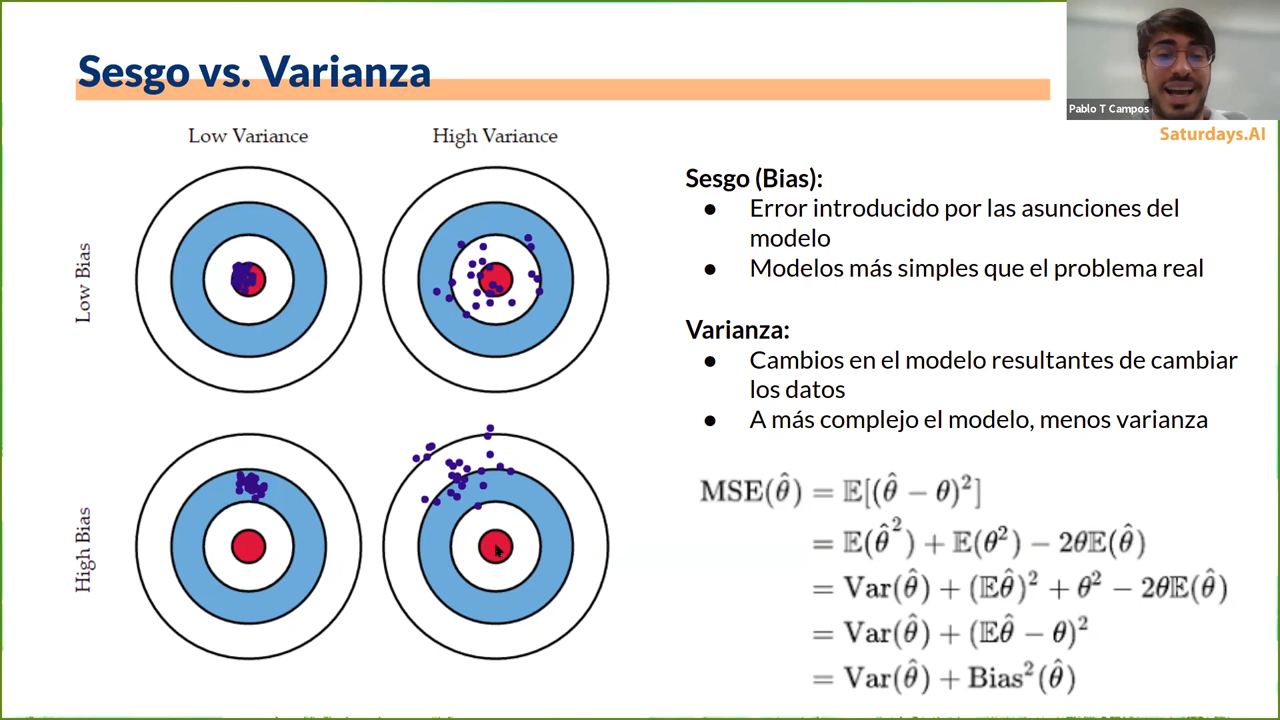 Sesgo vs. Varianza
Pablo T Campos
Saturdays.AI
Low Variance
High Variance
Low Bias
High Bias
Sesgo (Bias):
● Error introducido por las asunciones del
modelo
● Modelos más simples que el problema real
Varianza:
● Cambios en el modelo resultantes de cambiar
los datos
● A más complejo el modelo, menos varianza
MSE(θ̂) = 𝔼[(θ̂ − θ)²]
= 𝔼(θ̂²) + 𝔼(θ²) − 2θ𝔼(θ̂)
= Var(θ̂) + (𝔼θ̂)² + θ² − 2θ𝔼(θ̂)
= Var(θ̂) + (𝔼θ̂ − θ)²
= Var(θ̂) + Bias²(θ̂)